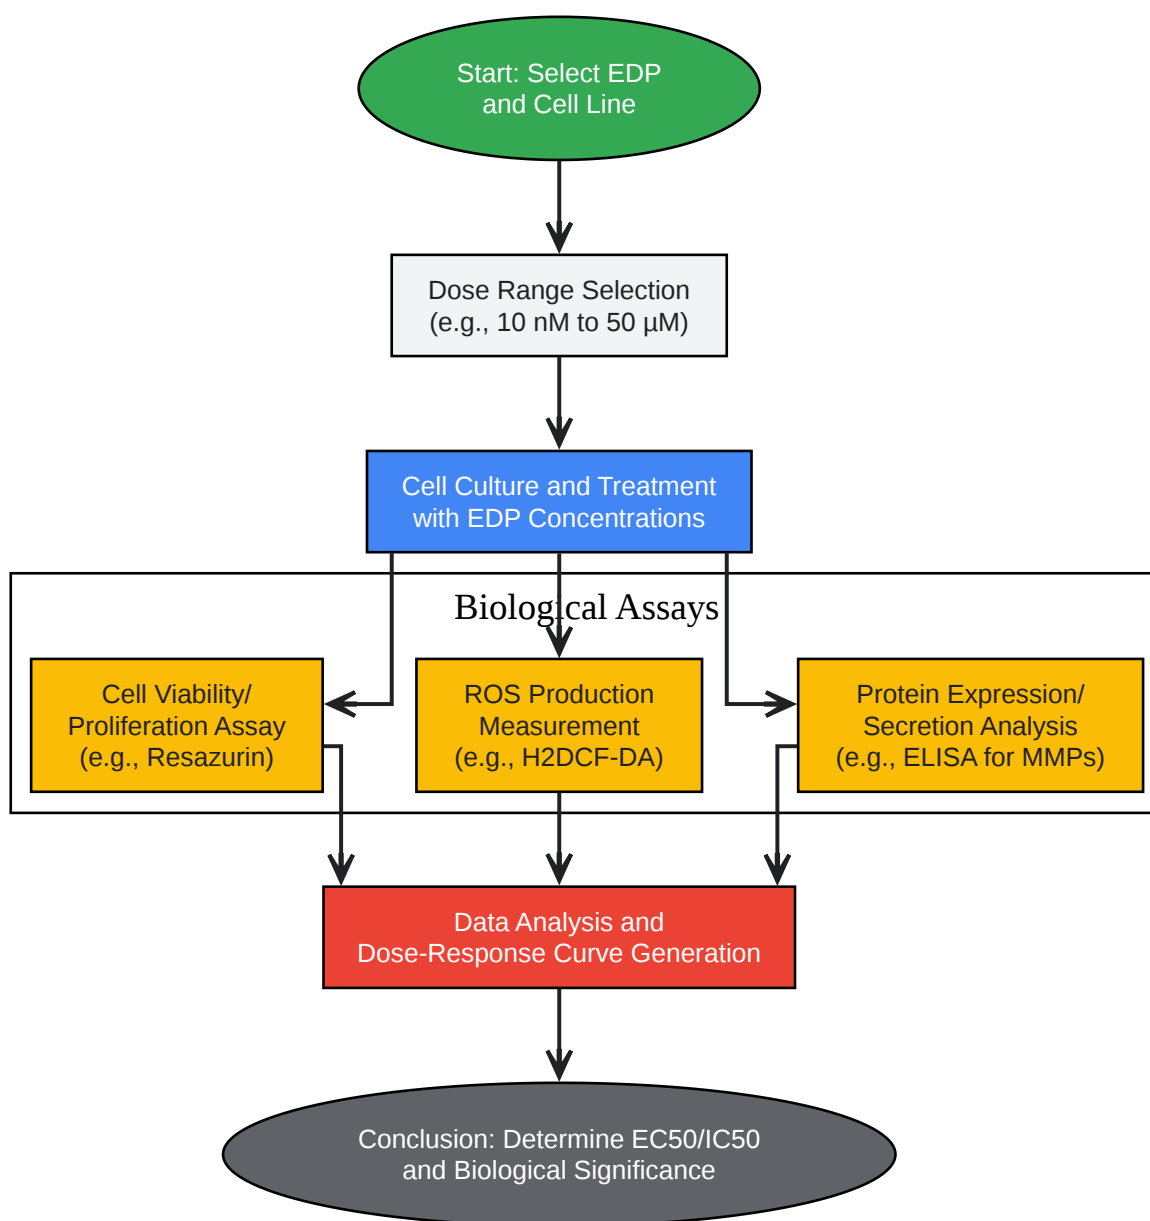 Start: Select EDP
and Cell Line
Dose Range Selection
(e.g., 10 nM to 50 µM)
Cell Culture and Treatment
with EDP Concentrations
Biological Assays
Cell Viability/
Proliferation Assay
(e.g., Resazurin)
ROS Production
Measurement
(e.g., H2DCF-DA)
Protein Expression/
Secretion Analysis
(e.g., ELISA for MMPs)
Data Analysis and
Dose-Response Curve Generation
Conclusion: Determine EC50/IC50
and Biological Significance